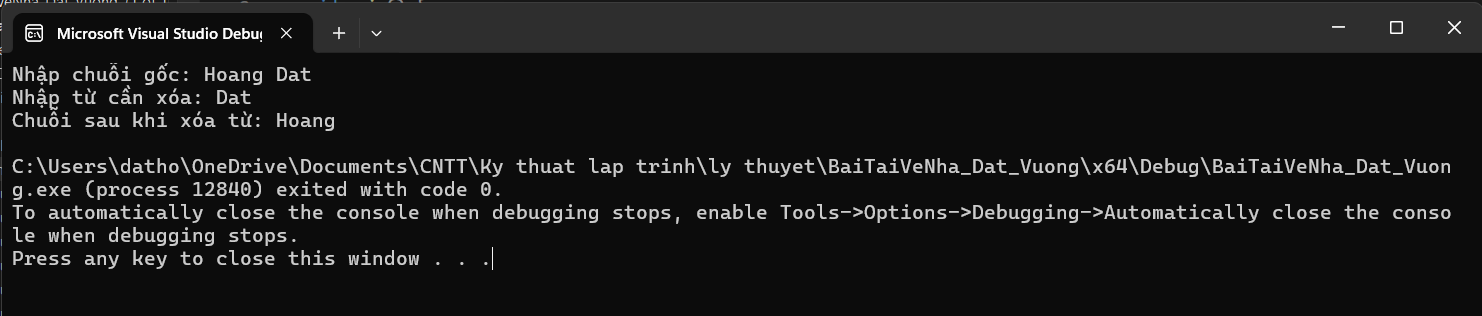 Microsoft Visual Studio Debug
Nhập chuỗi gốc: Hoang Dat
Nhập từ cần xóa: Dat
Chuỗi sau khi xóa từ: Hoang
C:\Users\datho\OneDrive\Documents\CNTT\Ky thuat lap trinh\ly thuyet\BaiTaiVeNha_Dat_Vuong\x64\Debug\BaiTaiVeNha_Dat_Vuon
g.exe (process 12840) exited with code 0.
To automatically close the console when debugging stops, enable Tools->Options->Debugging->Automatically close the conso
le when debugging stops.
Press any key to close this window . . .